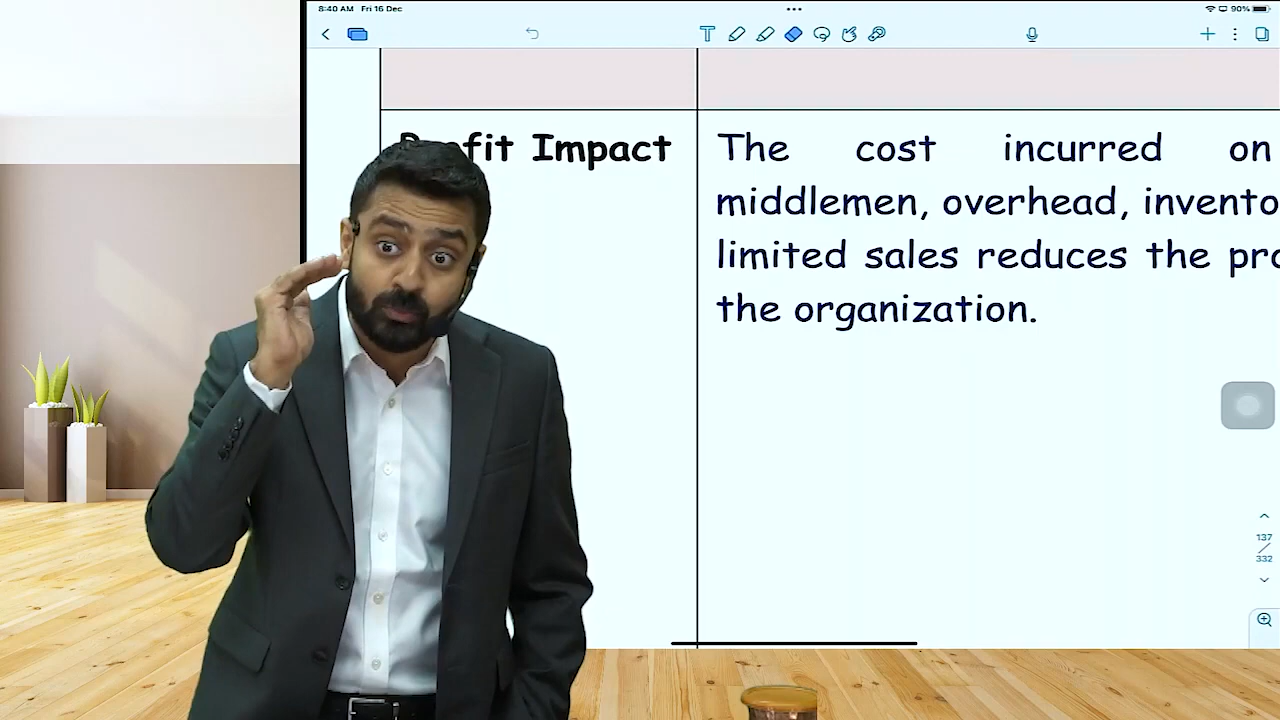 8:40 AM Fri 16 Dec
90%
Profit Impact
The cost incurred on
middlemen, overhead,
limited sales reduces the
the organization.
137
332